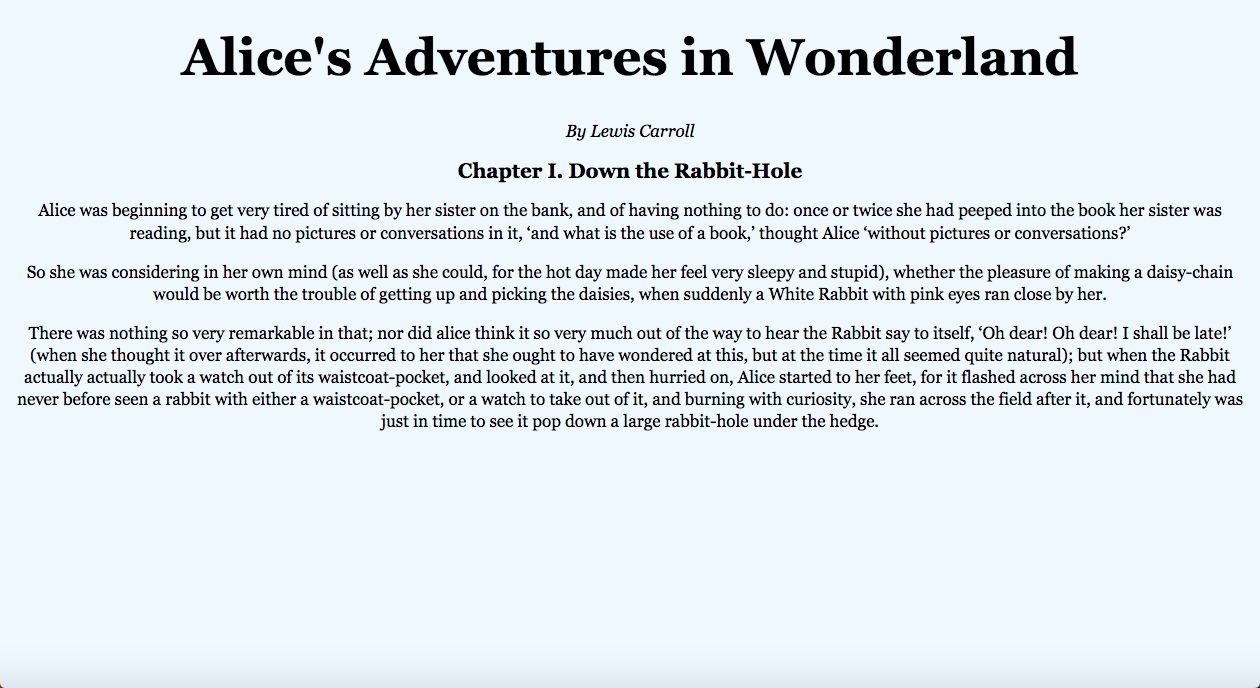 Alice's Adventures in Wonderland
By Lewis Carroll
Chapter I. Down the Rabbit-Hole
Alice was beginning to get very tired of sitting by her sister on the bank, and of having nothing to do: once or twice she had peeped into the book her sister was
reading, but it had no pictures or conversations in it, ‘and what is the use of a book,’ thought Alice ‘without pictures or conversations?’
So she was considering in her own mind (as well as she could, for the hot day made her feel very sleepy and stupid), whether the pleasure of making a daisy-chain
would be worth the trouble of getting up and picking the daisies, when suddenly a White Rabbit with pink eyes ran close by her.
There was nothing so very remarkable in that; nor did alice think it so very much out of the way to hear the Rabbit say to itself, ‘Oh dear! Oh dear! I shall be late!’
(when she thought it over afterwards, it occurred to her that she ought to have wondered at this, but at the time it all seemed quite natural); but when the Rabbit
actually actually took a watch out of its waistcoat-pocket, and looked at it, and then hurried on, Alice started to her feet, for it flashed across her mind that she had
never before seen a rabbit with either a waistcoat-pocket, or a watch to take out of it, and burning with curiosity, she ran across the field after it, and fortunately was
just in time to see it pop down a large rabbit-hole under the hedge.